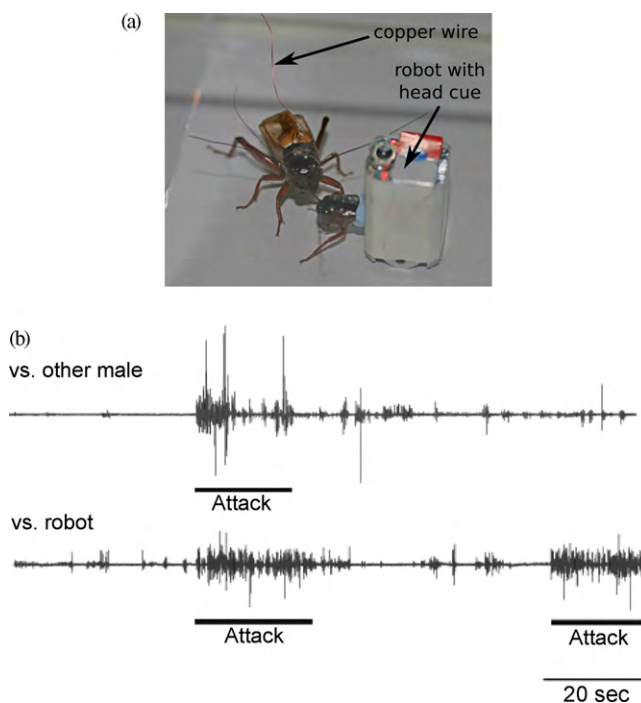 (a)
copper wire
robot with
head cue
(b)
vs. other male
Attack
vs. robot
Attack
Attack
20 sec